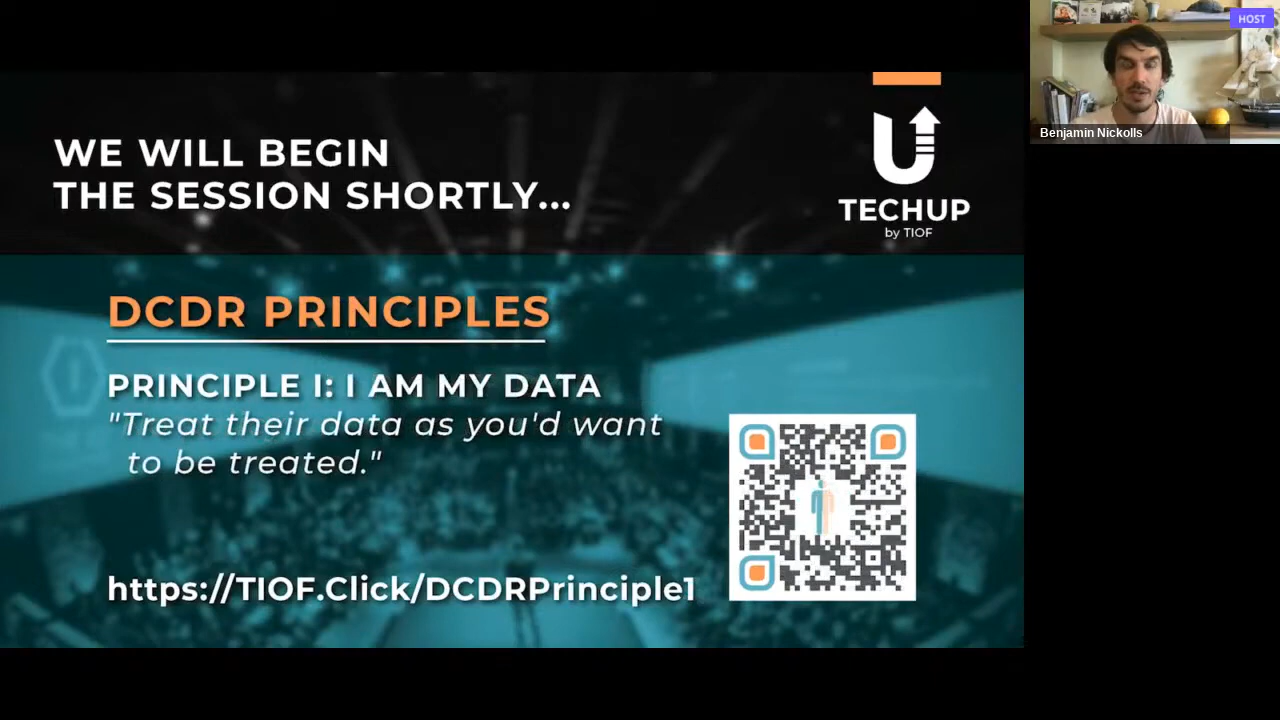 WE WILL BEGIN
THE SESSION SHORTLY...
TECHUP
by TIOF
DCDR PRINCIPLES
PRINCIPLE I: I AM MY DATA
"Treat their data as you'd want
to be treated."
https://TIOF.Click/DCDRPrinciple1
HOST
Benjamin Nickolls